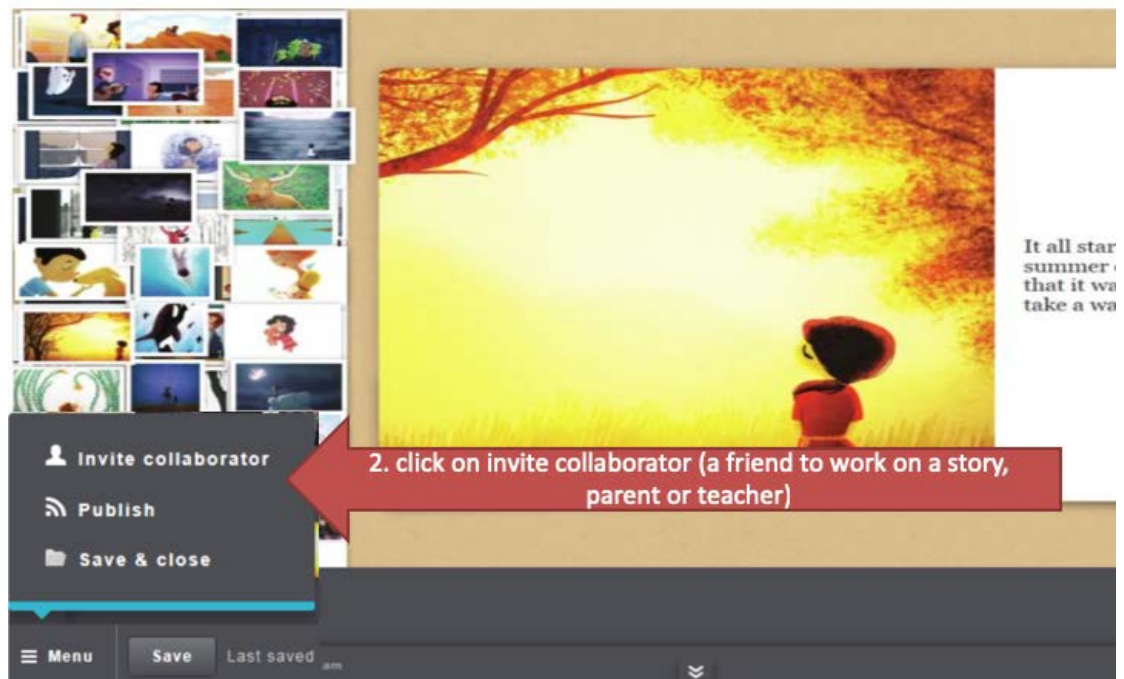 It all star
summer
that it wa
take a wa
Invite collaborator
2. click on invite collaborator (a friend to work on a story,
parent or teacher)
Publish
Save & close
Menu
Save
Last saved
am